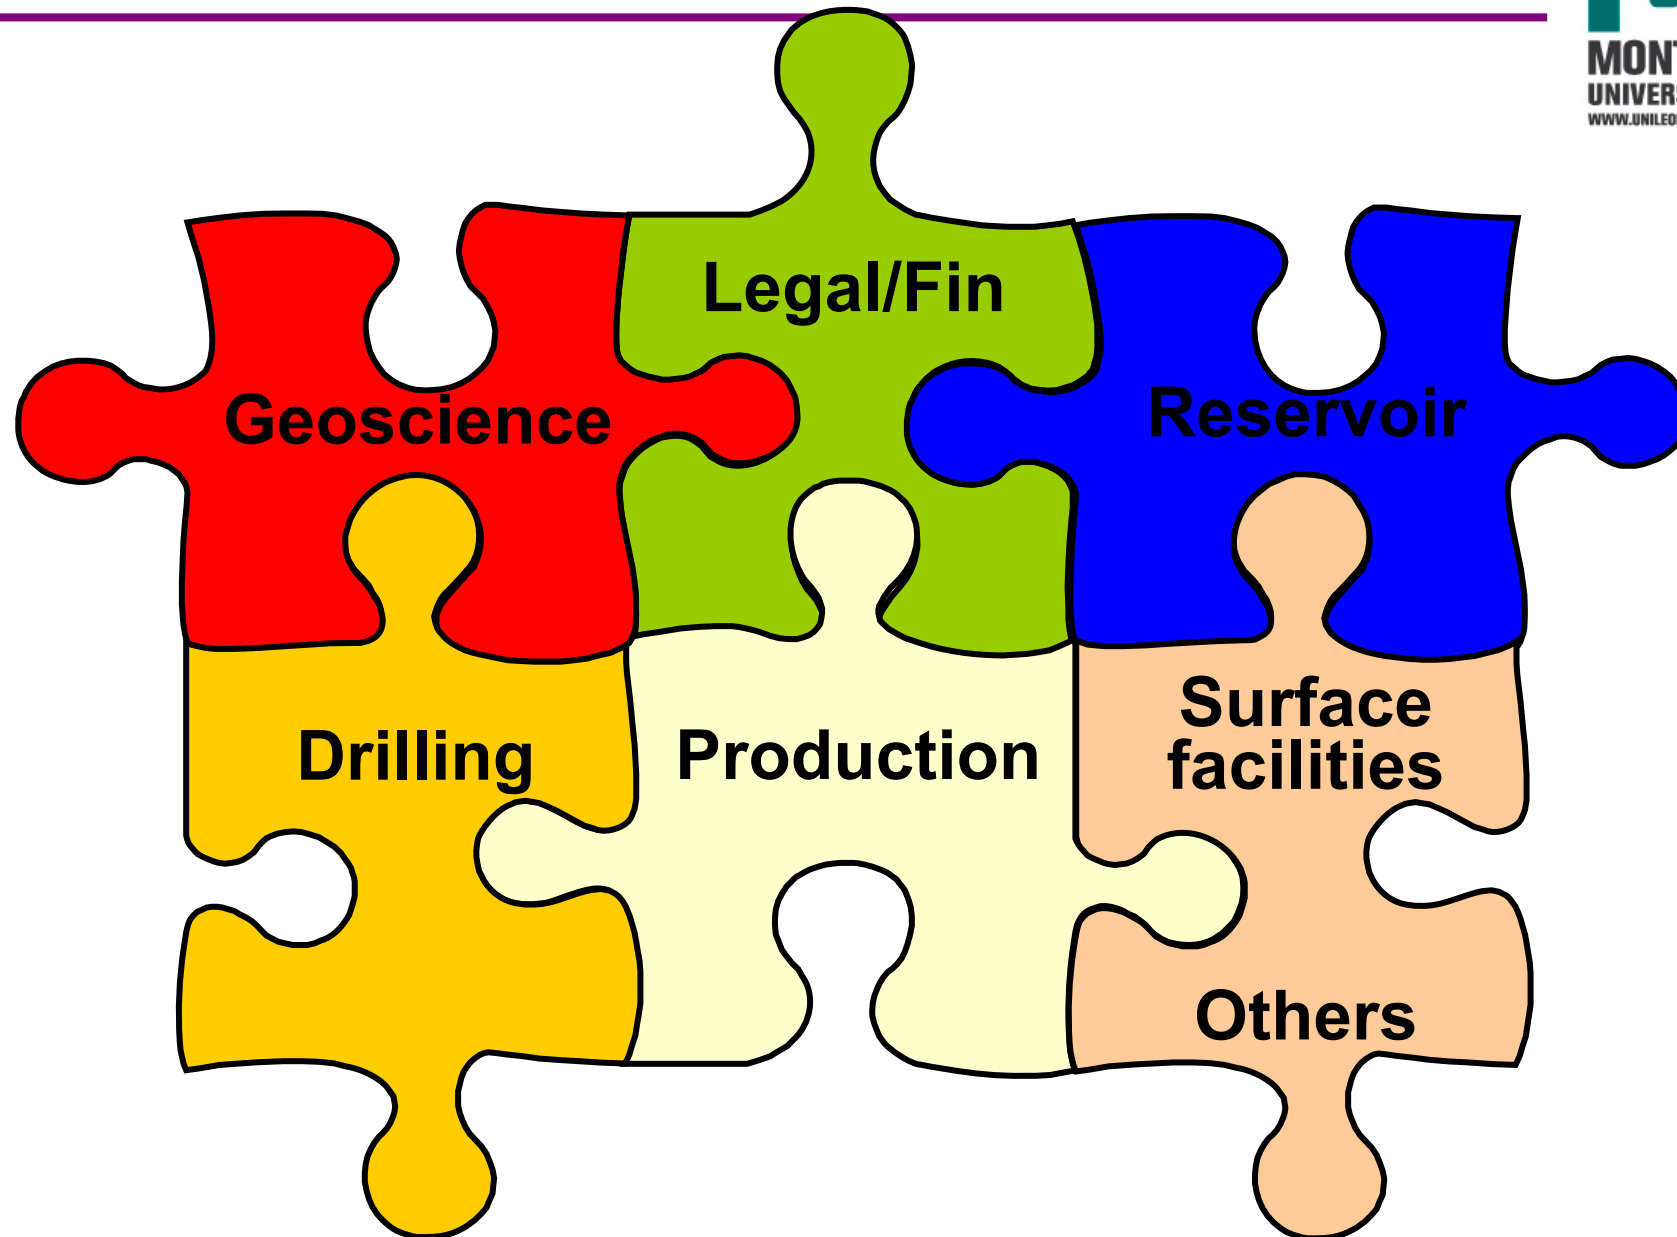 Legal/Fin
Geoscience
Reservoir
Drilling
Production
Surface
facilities
Others